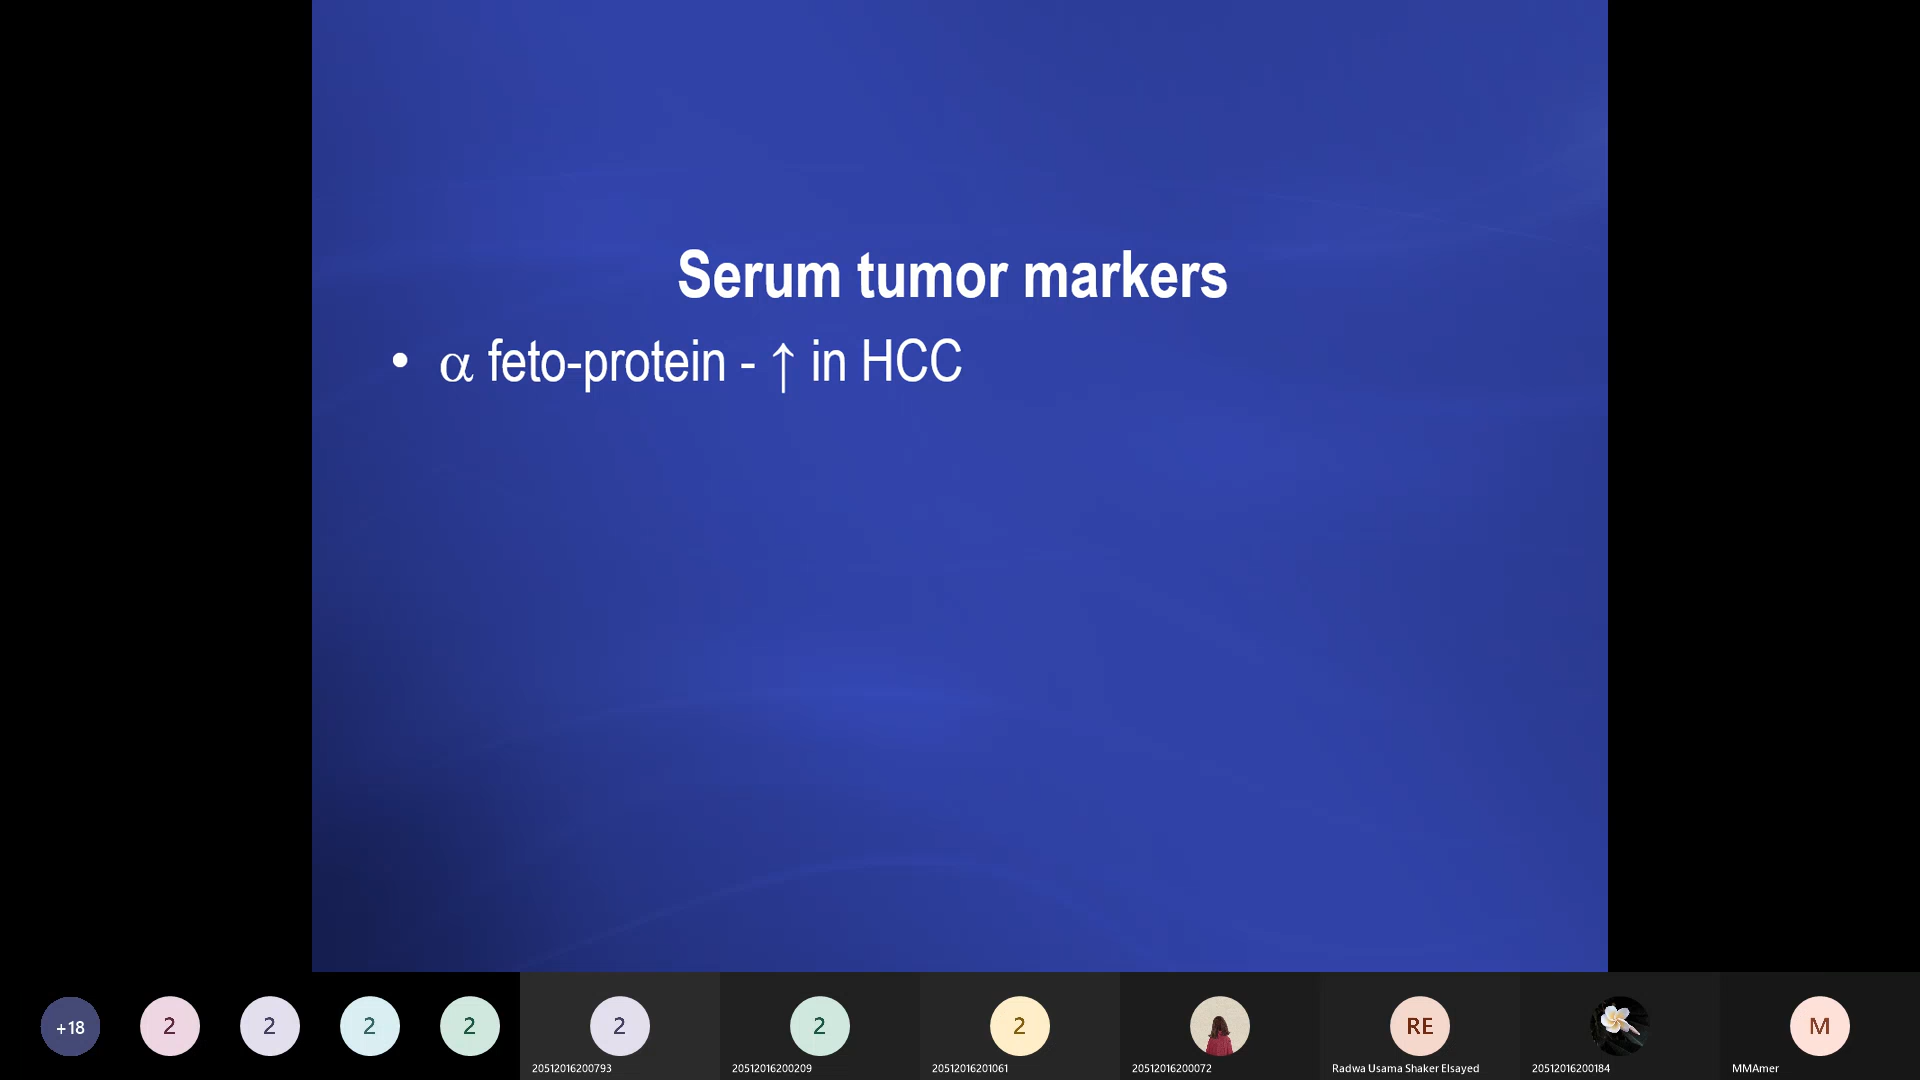 Serum tumor markers
• α feto-protein - ↑ in HCC
+18
2
2
2
2
2
2
2
RE
M
20512016200793
20512016200209
20512016201061
20512016200072
Radwa Usama Shaker Elsayed
20512016200184
MMAmer